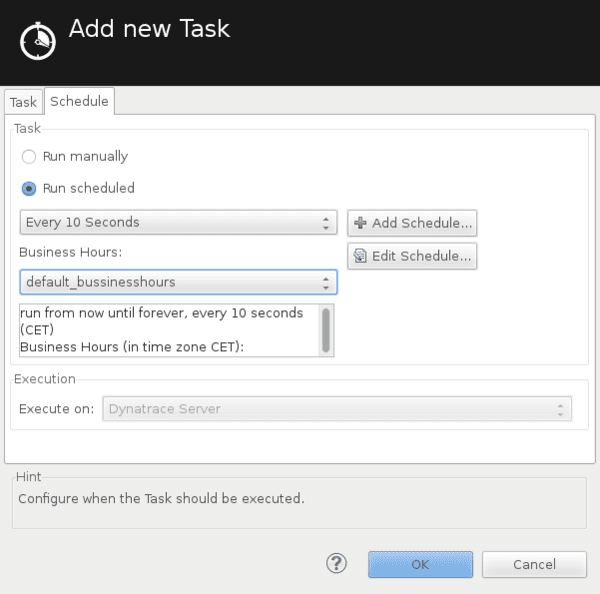 Add new Task
Task
Schedule
Task
Run manually
Run scheduled
Every 10 Seconds
Add Schedule...
Business Hours:
Edit Schedule...
default_bussinesshours
run from now until forever, every 10 seconds
(CET)
Business Hours (in time zone CET):
Execution
Execute on:
Dynatrace Server
Hint
Configure when the Task should be executed.
?
OK
Cancel